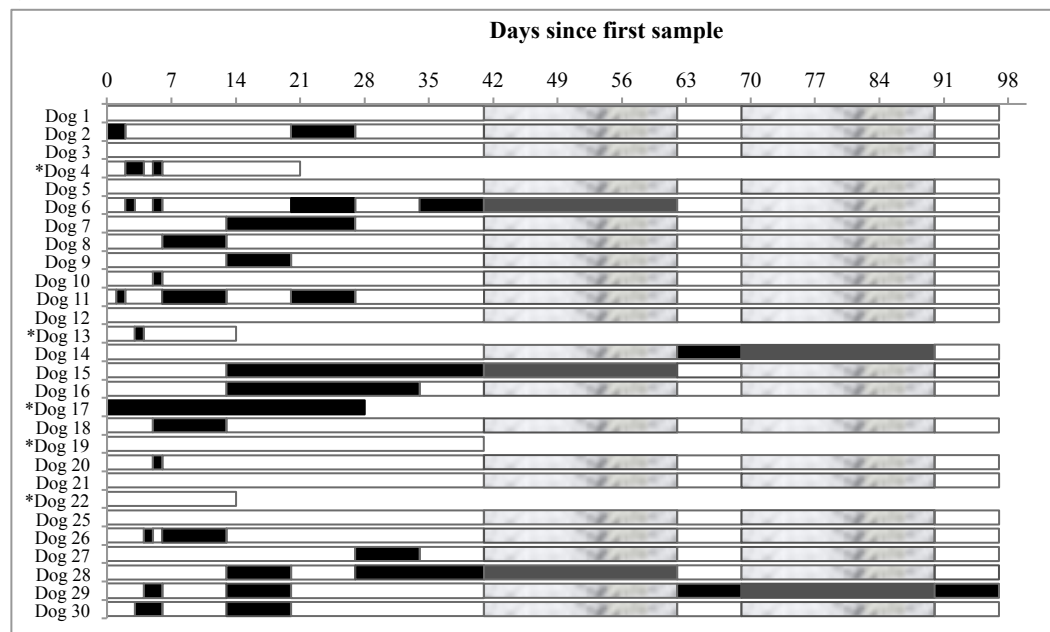 Days since first sample
0 7 14 21 28 35 42 49 56 63 70 77 84 91 98
Dog 1
Dog 2
Dog 3
*Dog 4
Dog 5
Dog 6
Dog 7
Dog 8
Dog 9
Dog 10
Dog 11
Dog 12
*Dog 13
Dog 14
Dog 15
Dog 16
*Dog 17
Dog 18
*Dog 19
Dog 20
Dog 21
*Dog 22
Dog 25
Dog 26
Dog 27
Dog 28
Dog 29
Dog 30